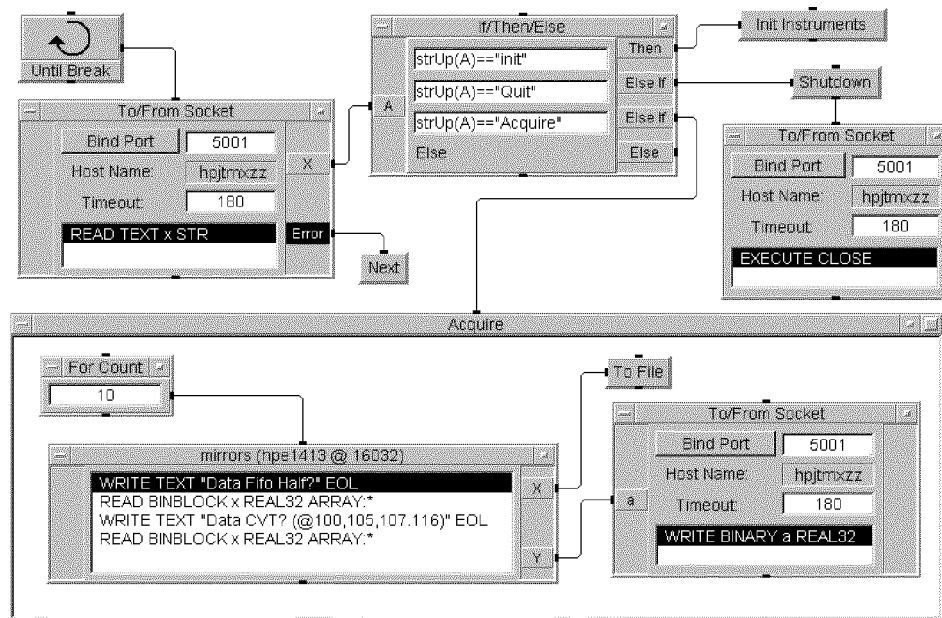 Until Break
To/From Socket
Bind Port 5001
Host Name: hpjtmxzz
Timeout: 180
READ TEXT x STR
X
Error
Next
If/Then/Else
A
strUp(A)=="init"
strUp(A)=="Quit"
strUp(A)=="Acquire"
Else
Then
Else If
Else If
Else
Init Instruments
Shutdown
To/From Socket
Bind Port 5001
Host Name: hpjtmxzz
Timeout: 180
EXECUTE CLOSE
Acquire
For Count
10
mirrors (hpe1413 @ 16032)
WRITE TEXT "Data Fifo Half?" EOL
READ BINBLOCK x REAL32 ARRAY:*
WRITE TEXT "Data CVT? (@100,105,107.116)" EOL
READ BINBLOCK x REAL32 ARRAY:*
X
Y
To File
To/From Socket
a
Bind Port 5001
Host Name: hpjtmxzz
Timeout: 180
WRITE BINARY a REAL32